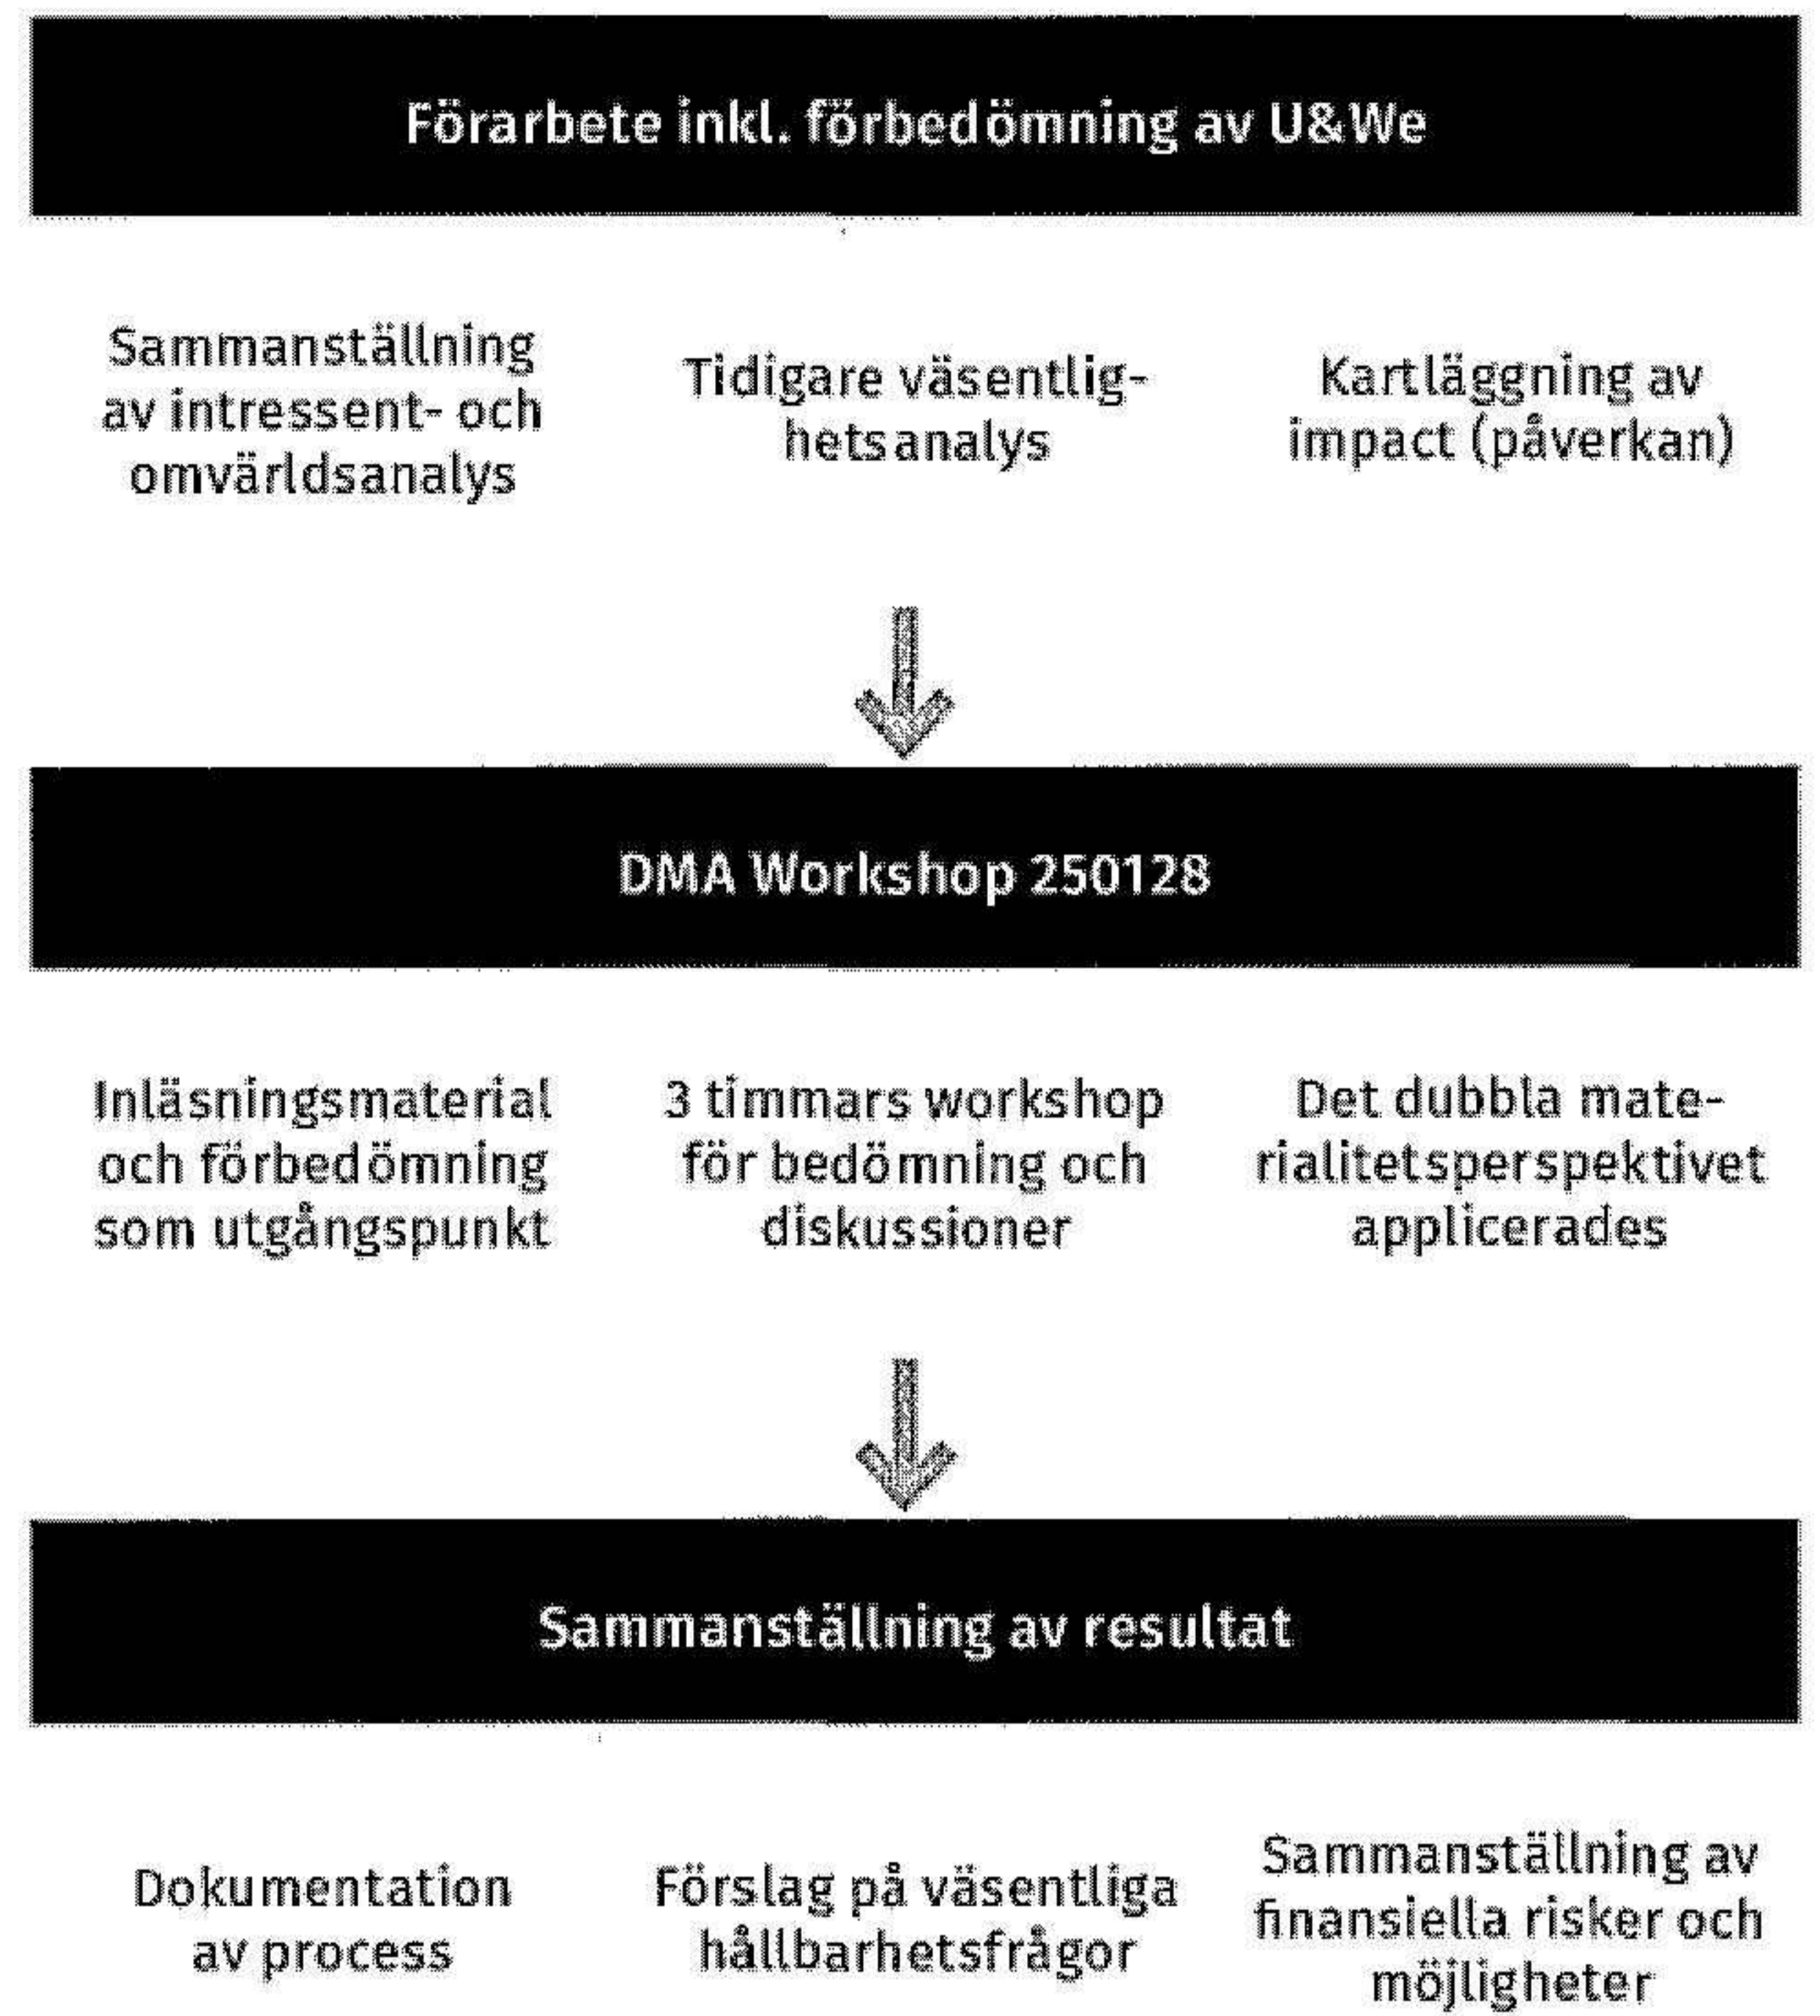 Förarbete inkl. förbedömning av U&We
Sammanställning
av intressent- och
omvärldsanalys
Tidigare väsentlig-
hetsanalys
Kartläggning av
impact (påverkan)
DMA Workshop 250128
Inläsningsmaterial
och förbedömning
som utgångspunkt
3 timmars workshop
för bedömning och
diskussioner
Det dubbla mate-
rialitetsperspektivet
applicerades
Sammanställning av resultat
Dokumentation
av process
Förslag på väsentliga
hållbarhetsfrågor
Sammanställning av
finansiella risker och
möjligheter